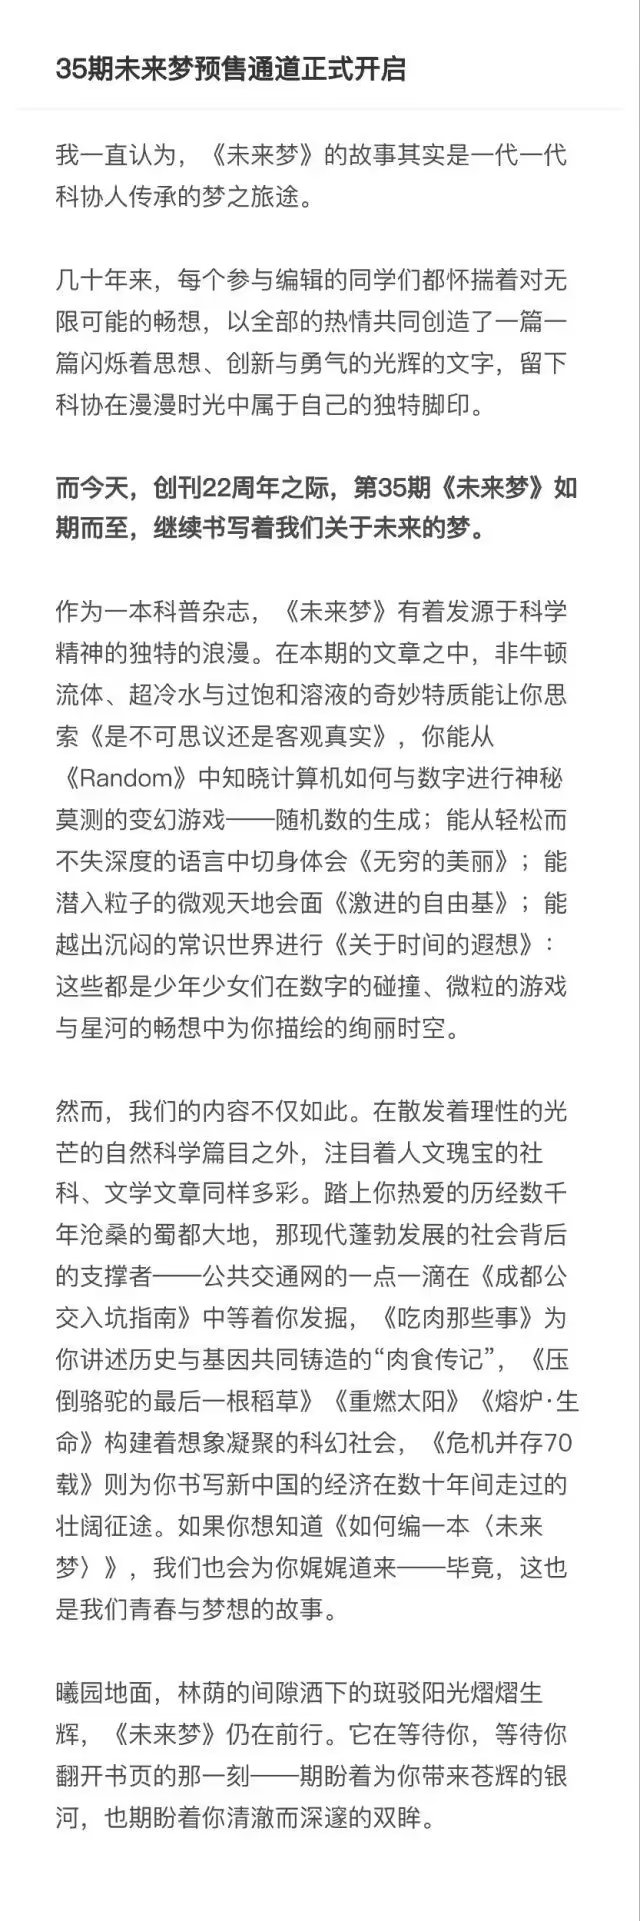 35期未来梦预售通道正式开启
我一直认为，《未来梦》的故事其实是一代一代
科协人传承的梦之旅途。
几十年来，每个参与编辑的同学们都怀揣着对无
限可能的畅想，以全部的热情共同创造了一篇一
篇闪烁着思想、创新与勇气的光辉的文字，留下
科协在漫漫时光中属于自己的独特脚印。
而今天，创刊22周年之际，第35期《未来梦》如
期而至，继续书写着我们关于未来的梦。
作为一本科普杂志，《未来梦》有着发源于科学
精神的独特的浪漫。在本期的文章之中，非牛顿
流体、超冷水与过饱和溶液的奇妙特质能让你思
索《是不可思议还是客观真实》，你能从
《Random》中知晓计算机如何与数字进行神秘
莫测的变幻游戏——随机数的生成；能从轻松而
不失深度的语言中切身体会《无穷的美丽》；能
潜入粒子的微观天地会面《激进的自由基》；能
越出沉闷的常识世界进行《关于时间的遐想》：
这些都是少年少女们在数字的碰撞、微粒的游戏
与星河的畅想中为你描绘的绚丽时空。
然而，我们的内容不仅如此。在散发着理性的光
芒的自然科学篇目之外，注目着人文瑰宝的社
科、文学文章同样多彩。踏上你热爱的历经数千
年沧桑的蜀都大地，那现代蓬勃发展的社会背后
的支撑者——公共交通网的一点一滴在《成都公
交入坑指南》中等着你发掘，《吃肉那些事》为
你讲述历史与基因共同铸造的“肉食传记”，《压
倒骆驼的最后一根稻草》《重燃太阳》《熔炉·生
命》构建着想象凝聚的科幻社会，《危机并存70
载》则为你书写新中国的经济在数十年间走过的
壮阔征途。如果你想知道《如何编一本〈未来
梦〉》，我们也会为你娓娓道来——毕竟，这也
是我们青春与梦想的故事。
曦园地面，林荫的间隙洒下的斑驳阳光熠熠生
辉，《未来梦》仍在前行。它在等待你，等待你
翻开书页的那一刻——期盼着为你带来苍辉的银
河，也期盼着你清澈而深邃的双眸。